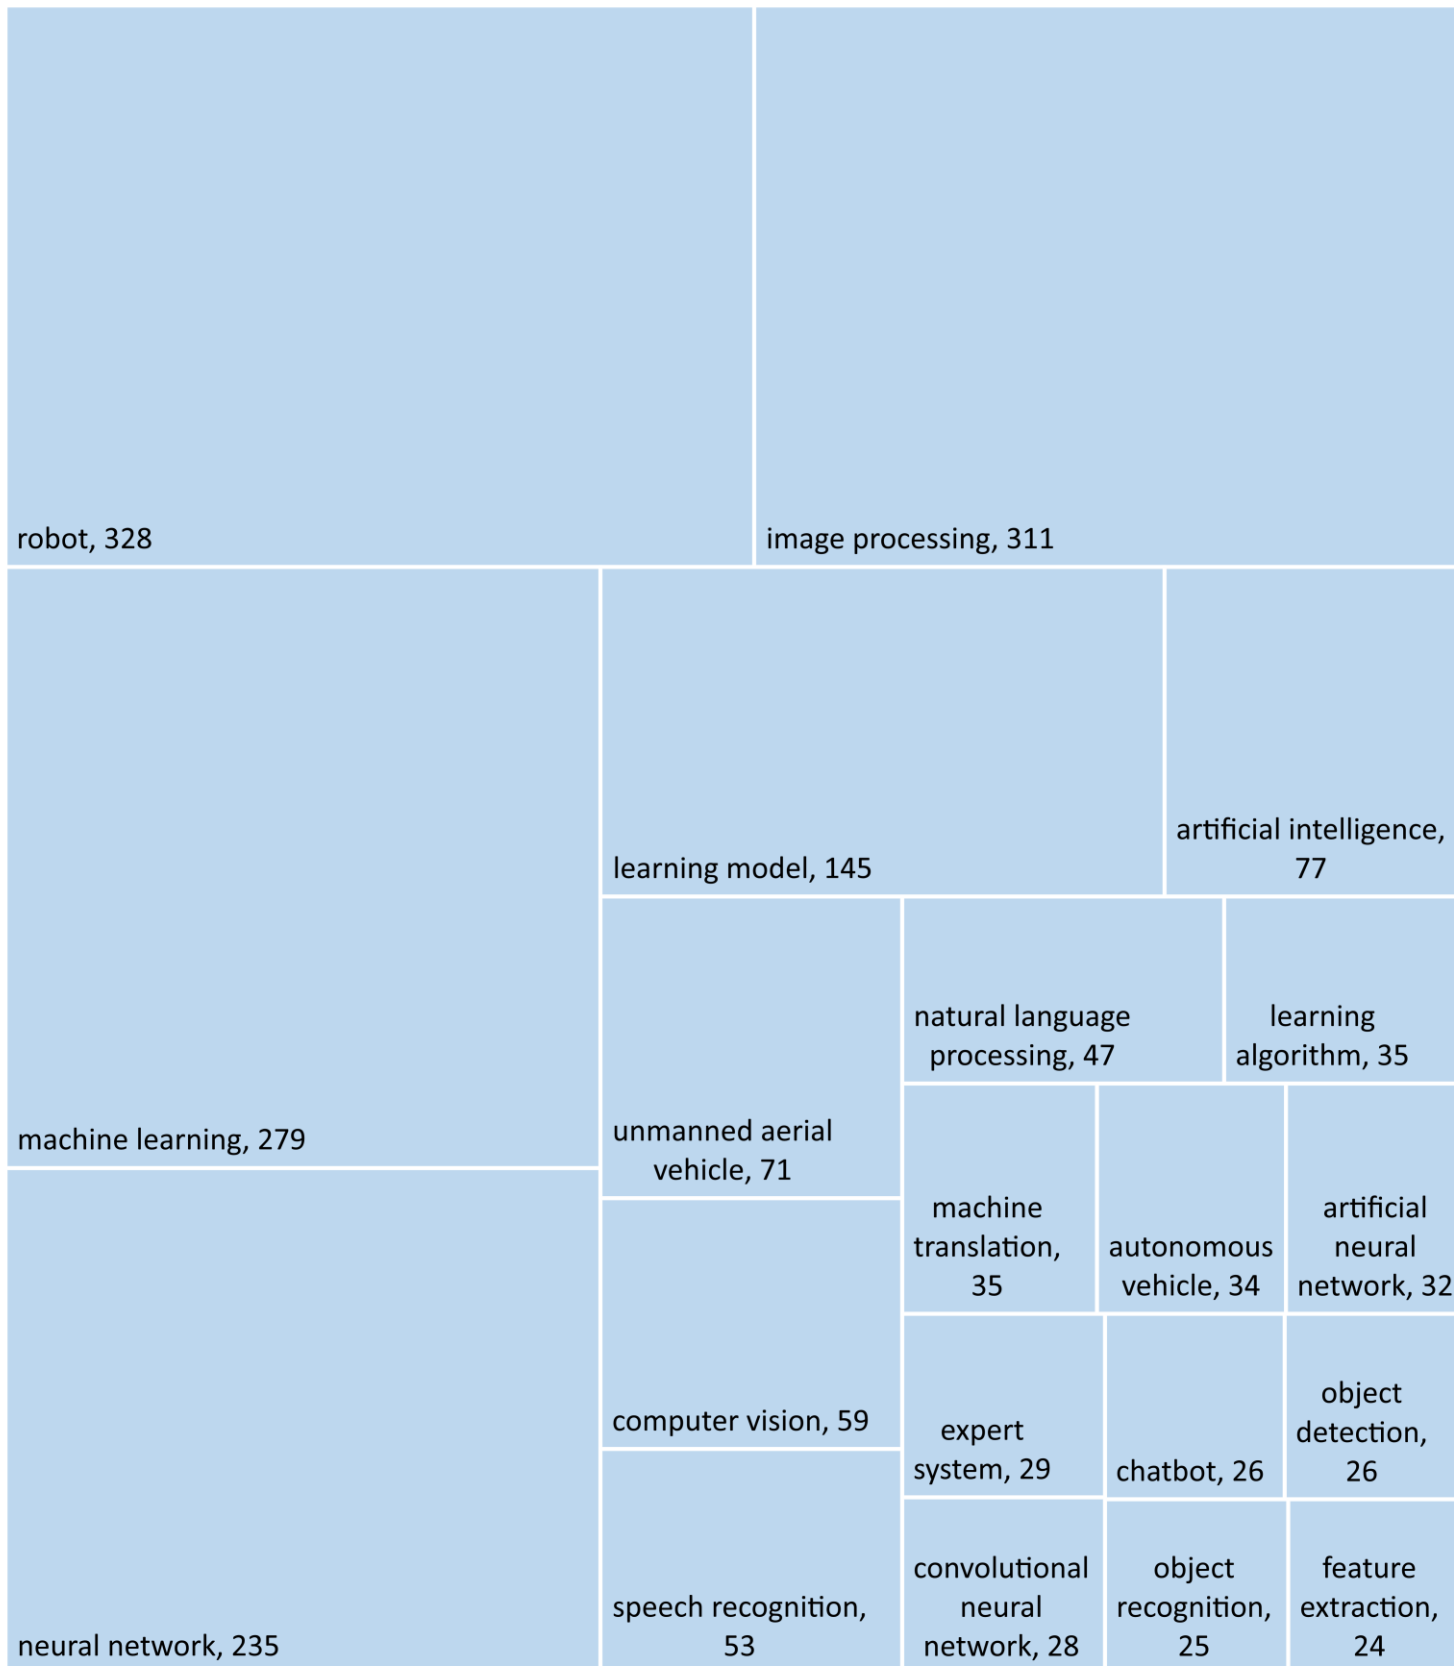 robot, 328
image processing, 311
machine learning, 279
learning model, 145
artificial intelligence,
77
neural network, 235
unmanned aerial
vehicle, 71
computer vision, 59
speech recognition,
53
natural language
processing, 47
learning
algorithm, 35
machine
translation,
35
autonomous
vehicle, 34
artificial
neural
network, 32
expert
system, 29
chatbot, 26
object
detection,
26
convolutional
neural
network, 28
object
recognition,
25
feature
extraction,
24